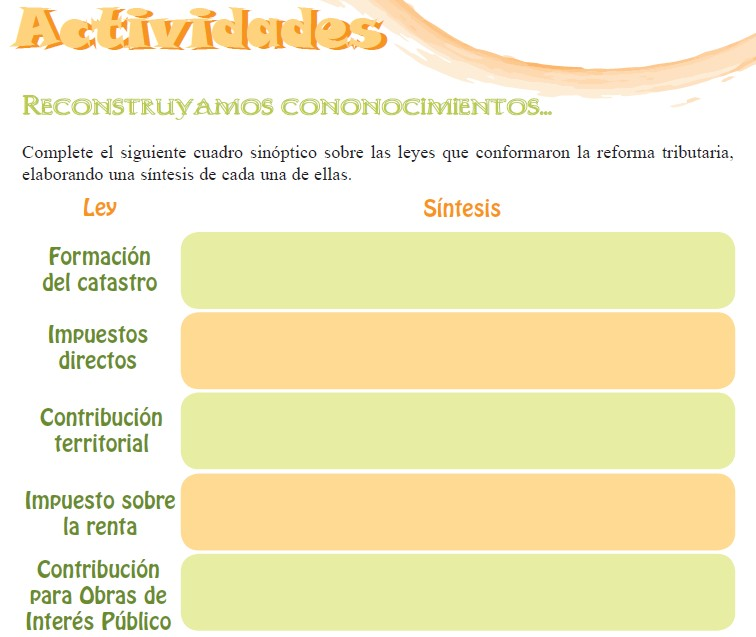 Actividades
RECONSTRUYAMOS CONONOCIMIENTOS...
Complete el siguiente cuadro sinóptico sobre las leyes que conformaron la reforma tributaria,
elaborando una síntesis de cada una de ellas.
Ley Síntesis
Formación
del catastro
Impuestos
directos
Contribución
territorial
Impuesto sobre
la renta
Contribución
para Obras de
Interés Público